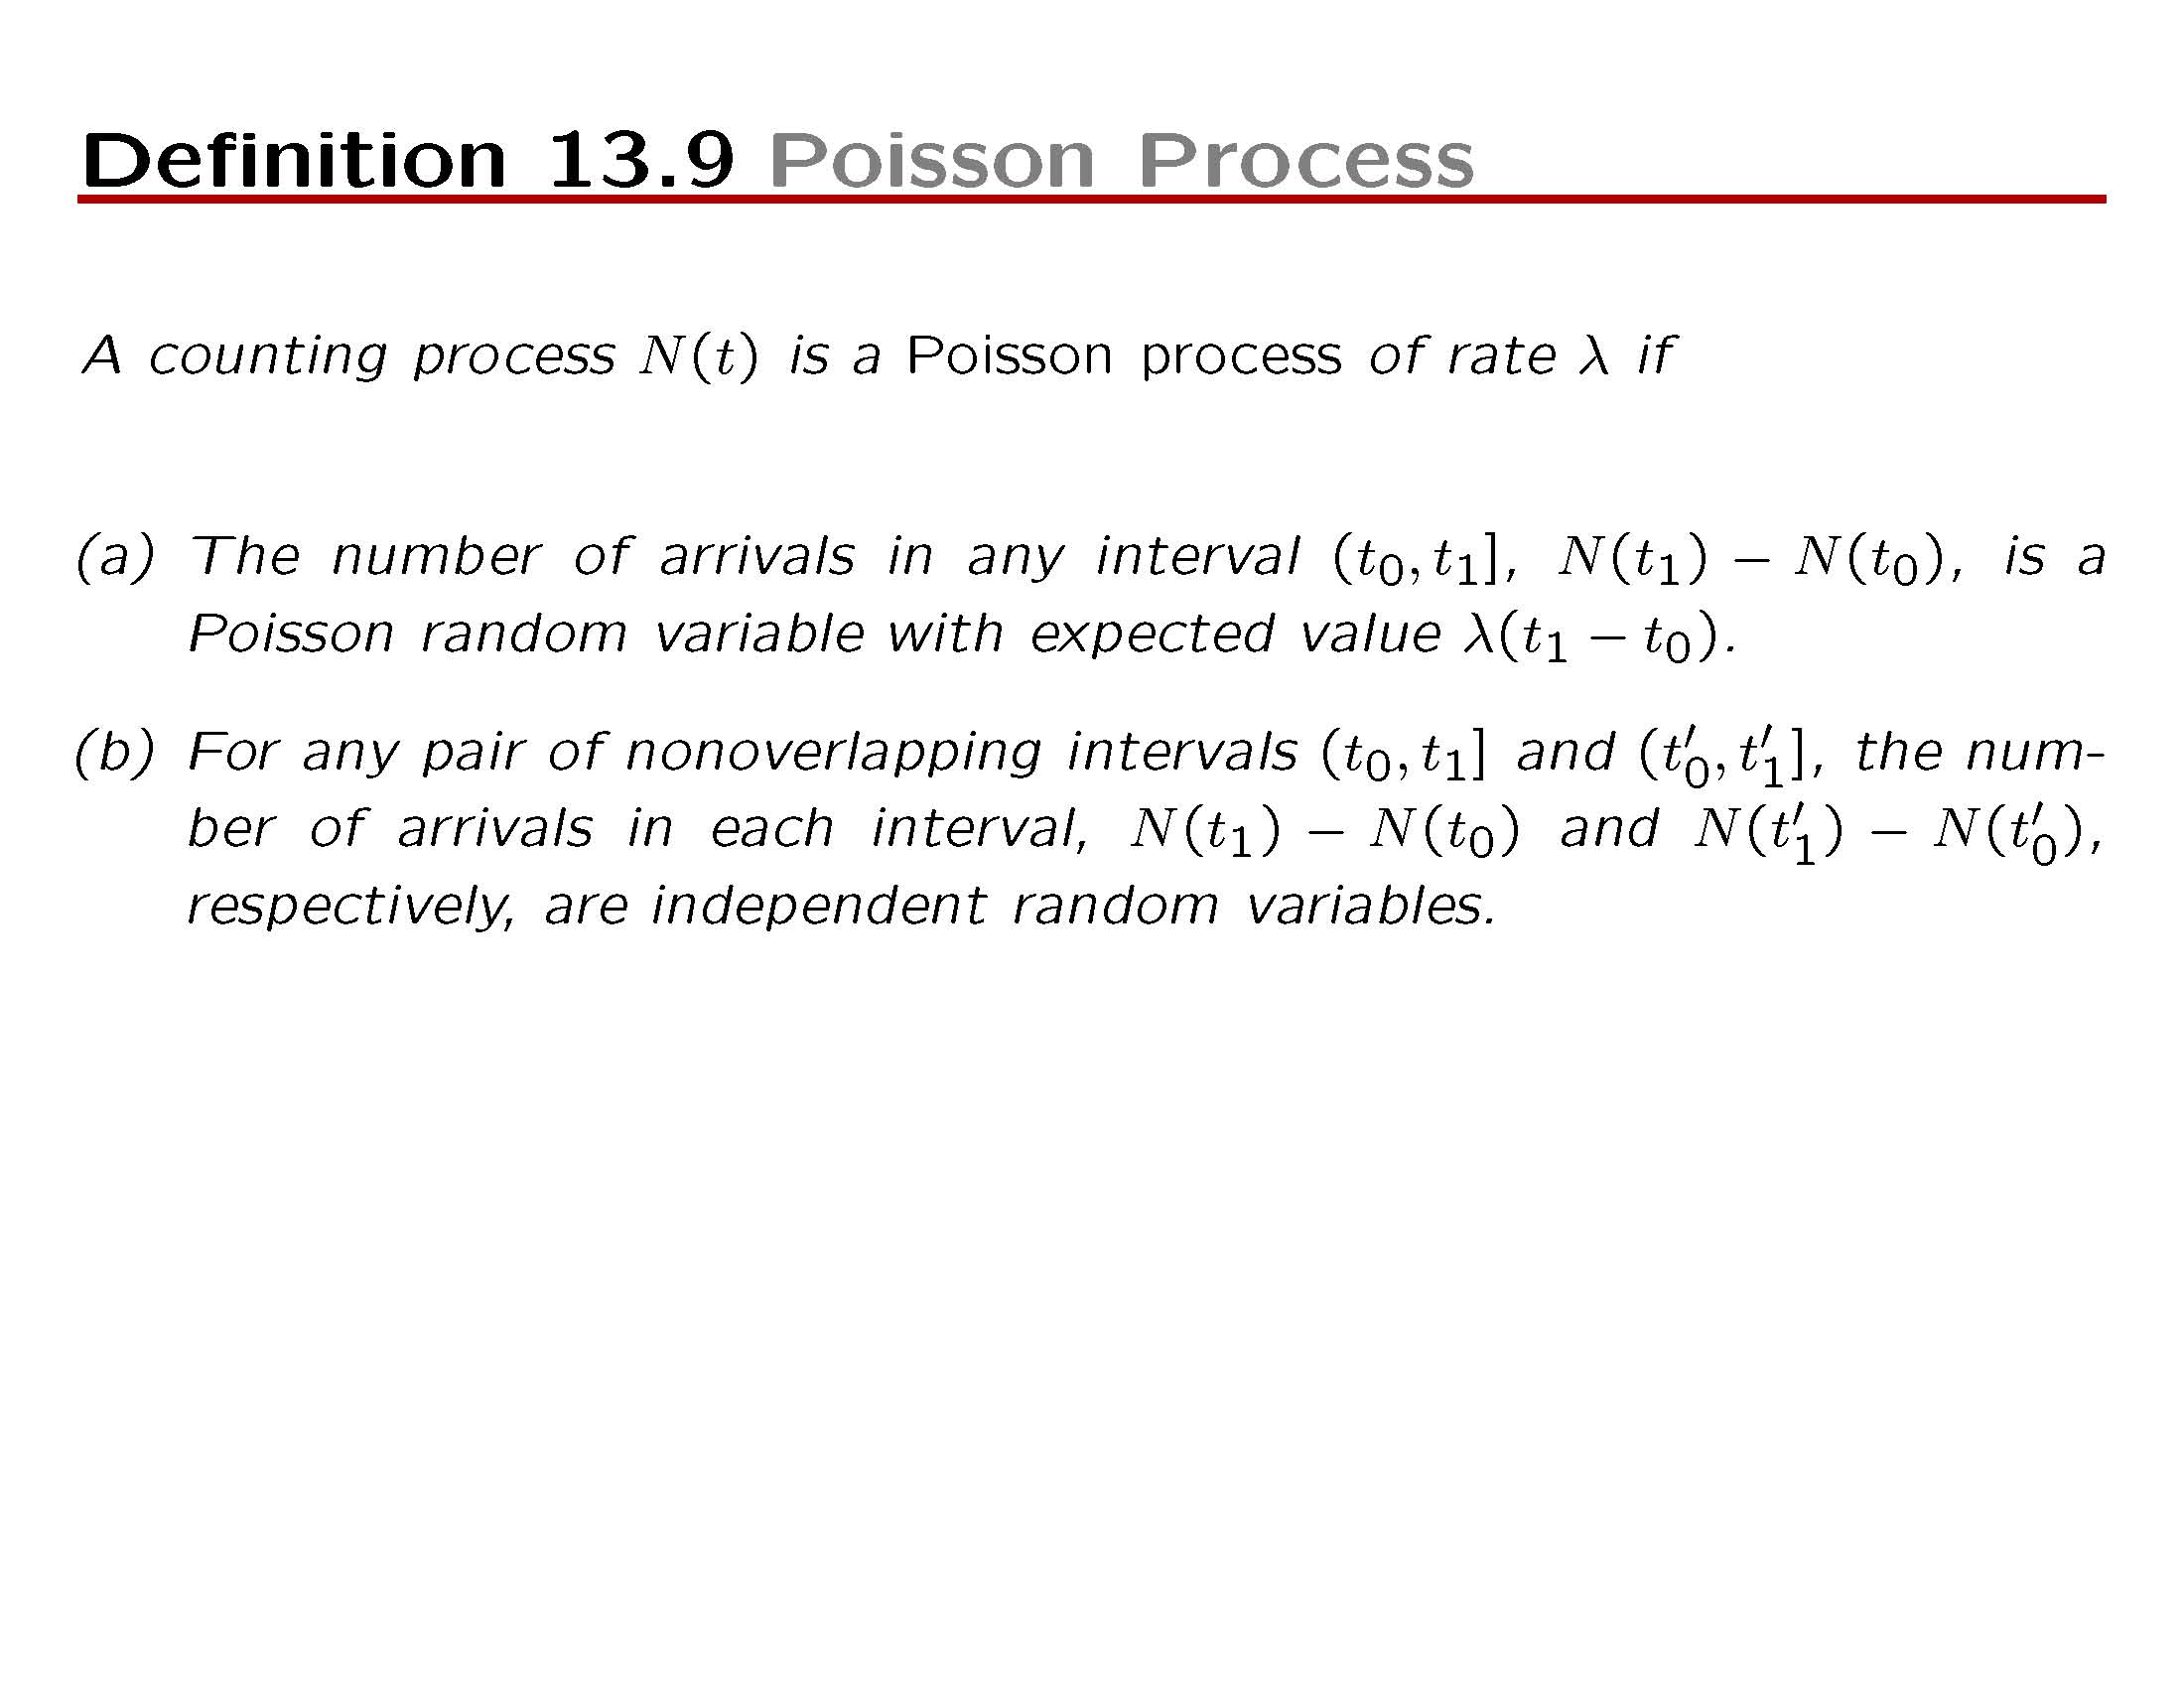 Definition 13.9 Poisson Process
A counting process N(t) is a Poisson process of rate λ if
(a) The number of arrivals in any interval (t₀, t₁], N(t₁) − N(t₀), is a
Poisson random variable with expected value λ(t₁ − t₀).
(b) For any pair of nonoverlapping intervals (t₀, t₁] and (t′₀, t′₁], the num-
ber of arrivals in each interval, N(t₁) − N(t₀) and N(t′₁) − N(t′₀),
respectively, are independent random variables.